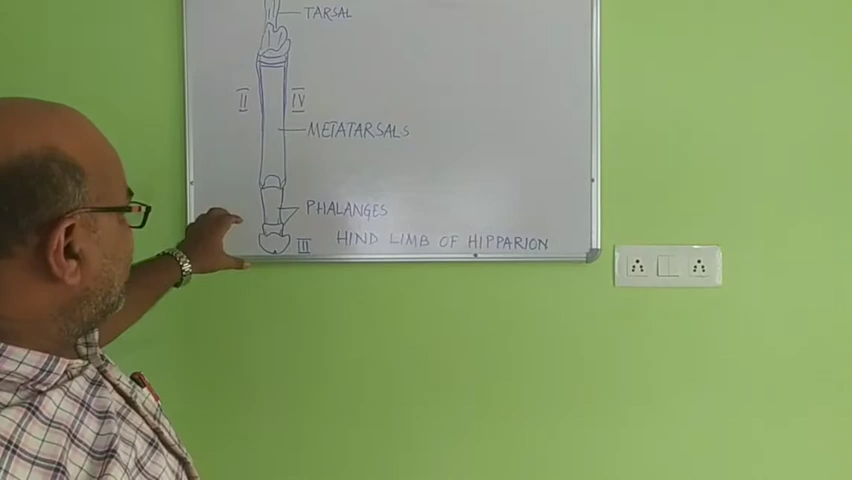 TARSAL
II
IV
METATARSALS
PHALANGES
III
HIND LIMB OF HIPPARION